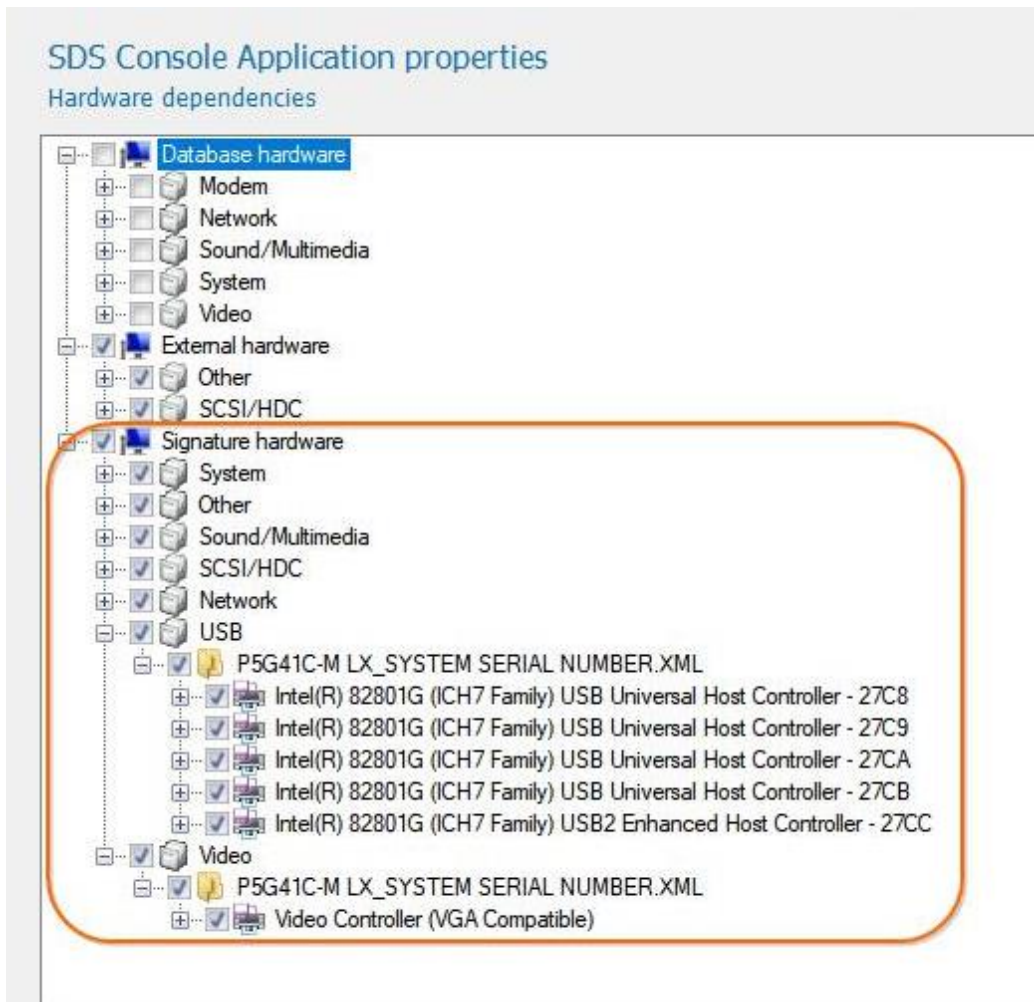 SDS Console Application properties
Hardware dependencies
Database hardware
Modem
Network
Sound/Multimedia
System
Video
External hardware
Other
SCSI/HDC
Signature hardware
System
Other
Sound/Multimedia
SCSI/HDC
Network
USB
P5G41C-M LX_SYSTEM SERIAL NUMBER.XML
Intel(R) 82801G (ICH7 Family) USB Universal Host Controller - 27C8
Intel(R) 82801G (ICH7 Family) USB Universal Host Controller - 27C9
Intel(R) 82801G (ICH7 Family) USB Universal Host Controller - 27CA
Intel(R) 82801G (ICH7 Family) USB Universal Host Controller - 27CB
Intel(R) 82801G (ICH7 Family) USB2 Enhanced Host Controller - 27CC
Video
P5G41C-M LX_SYSTEM SERIAL NUMBER.XML
Video Controller (VGA Compatible)